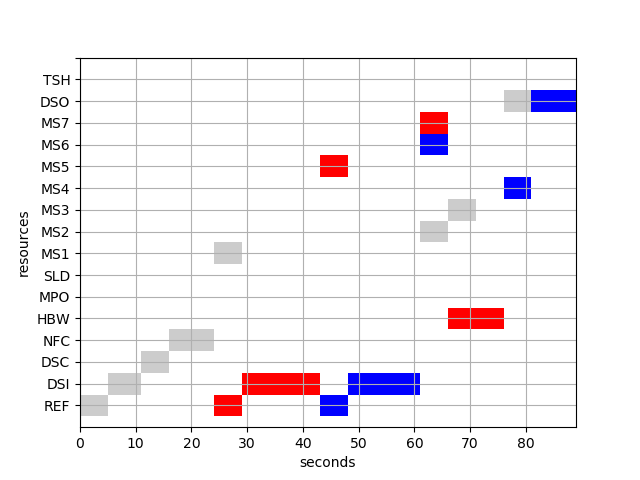 TSH
DSO
MS7
MS6
MS5
MS4
MS3
MS2
MS1
SLD
MPO
HBW
NFC
DSC
DSI
REF
resources
0 10 20 30 40 50 60 70 80
seconds